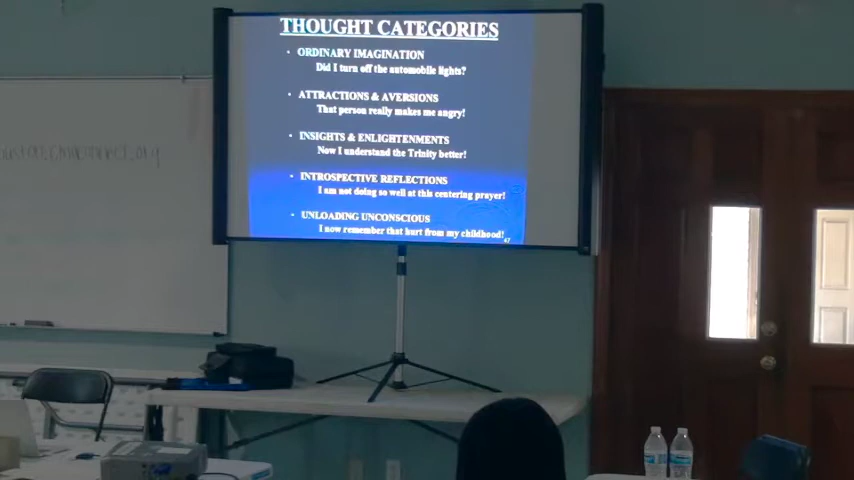 THOUGHT CATEGORIES
• ORDINARY IMAGINATION
Did I turn off the automobile lights?
• ATTRACTIONS & AVERSIONS
That person really makes me angry!
• INSIGHTS & ENLIGHTENMENTS
Now I understand the Trinity better!
• INTROSPECTIVE REFLECTIONS
I am not doing so well at this centering prayer!
• UNLOADING UNCONSCIOUS
I now remember that hurt from my childhood!
47